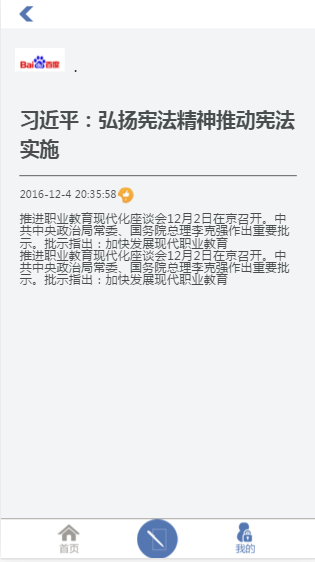 Bai百度
.
习近平：弘扬宪法精神推动宪法
实施
2016-12-4 20:35:58
推进职业教育现代化座谈会12月2日在京召开。中
共中央政治局常委、国务院总理李克强作出重要批
示。批示指出：加快发展现代职业教育
推进职业教育现代化座谈会12月2日在京召开。中
共中央政治局常委、国务院总理李克强作出重要批
示。批示指出：加快发展现代职业教育
首页
我的